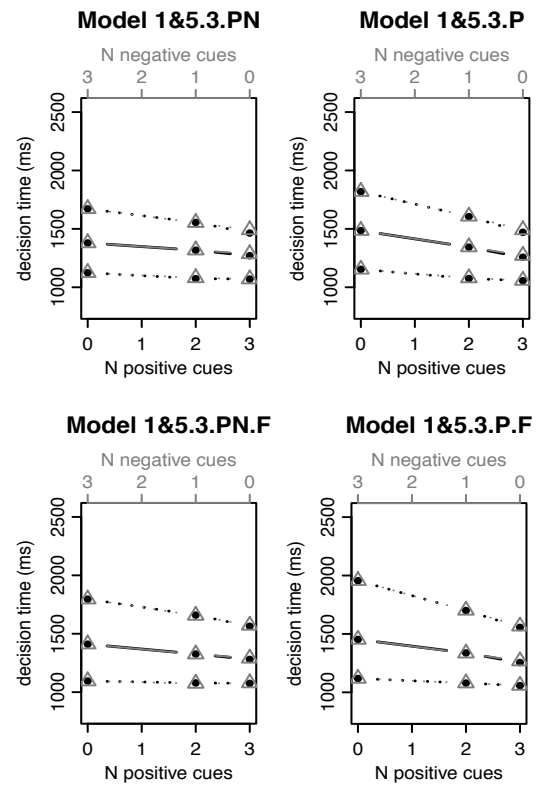 Model 1&5.3.PN
N negative cues
3 2 1 0
2500
2000
1500
1000
decision time (ms)
0 1 2 3
N positive cues
Model 1&5.3.P
N negative cues
3 2 1 0
2500
2000
1500
1000
decision time (ms)
0 1 2 3
N positive cues
Model 1&5.3.PN.F
N negative cues
3 2 1 0
2500
2000
1500
1000
decision time (ms)
0 1 2 3
N positive cues
Model 1&5.3.P.F
N negative cues
3 2 1 0
2500
2000
1500
1000
decision time (ms)
0 1 2 3
N positive cues